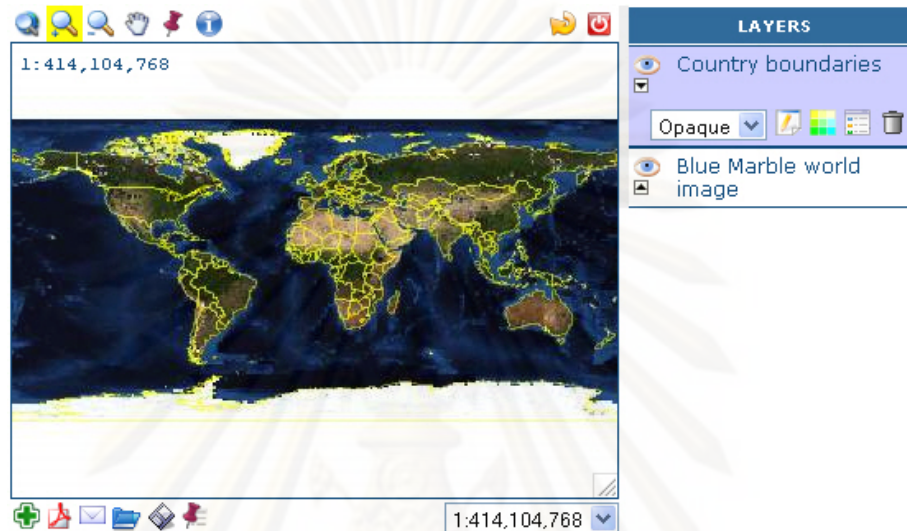 LAYERS
1:414,104,768
Country boundaries
Opaque
Blue Marble world
image
1:414,104,768